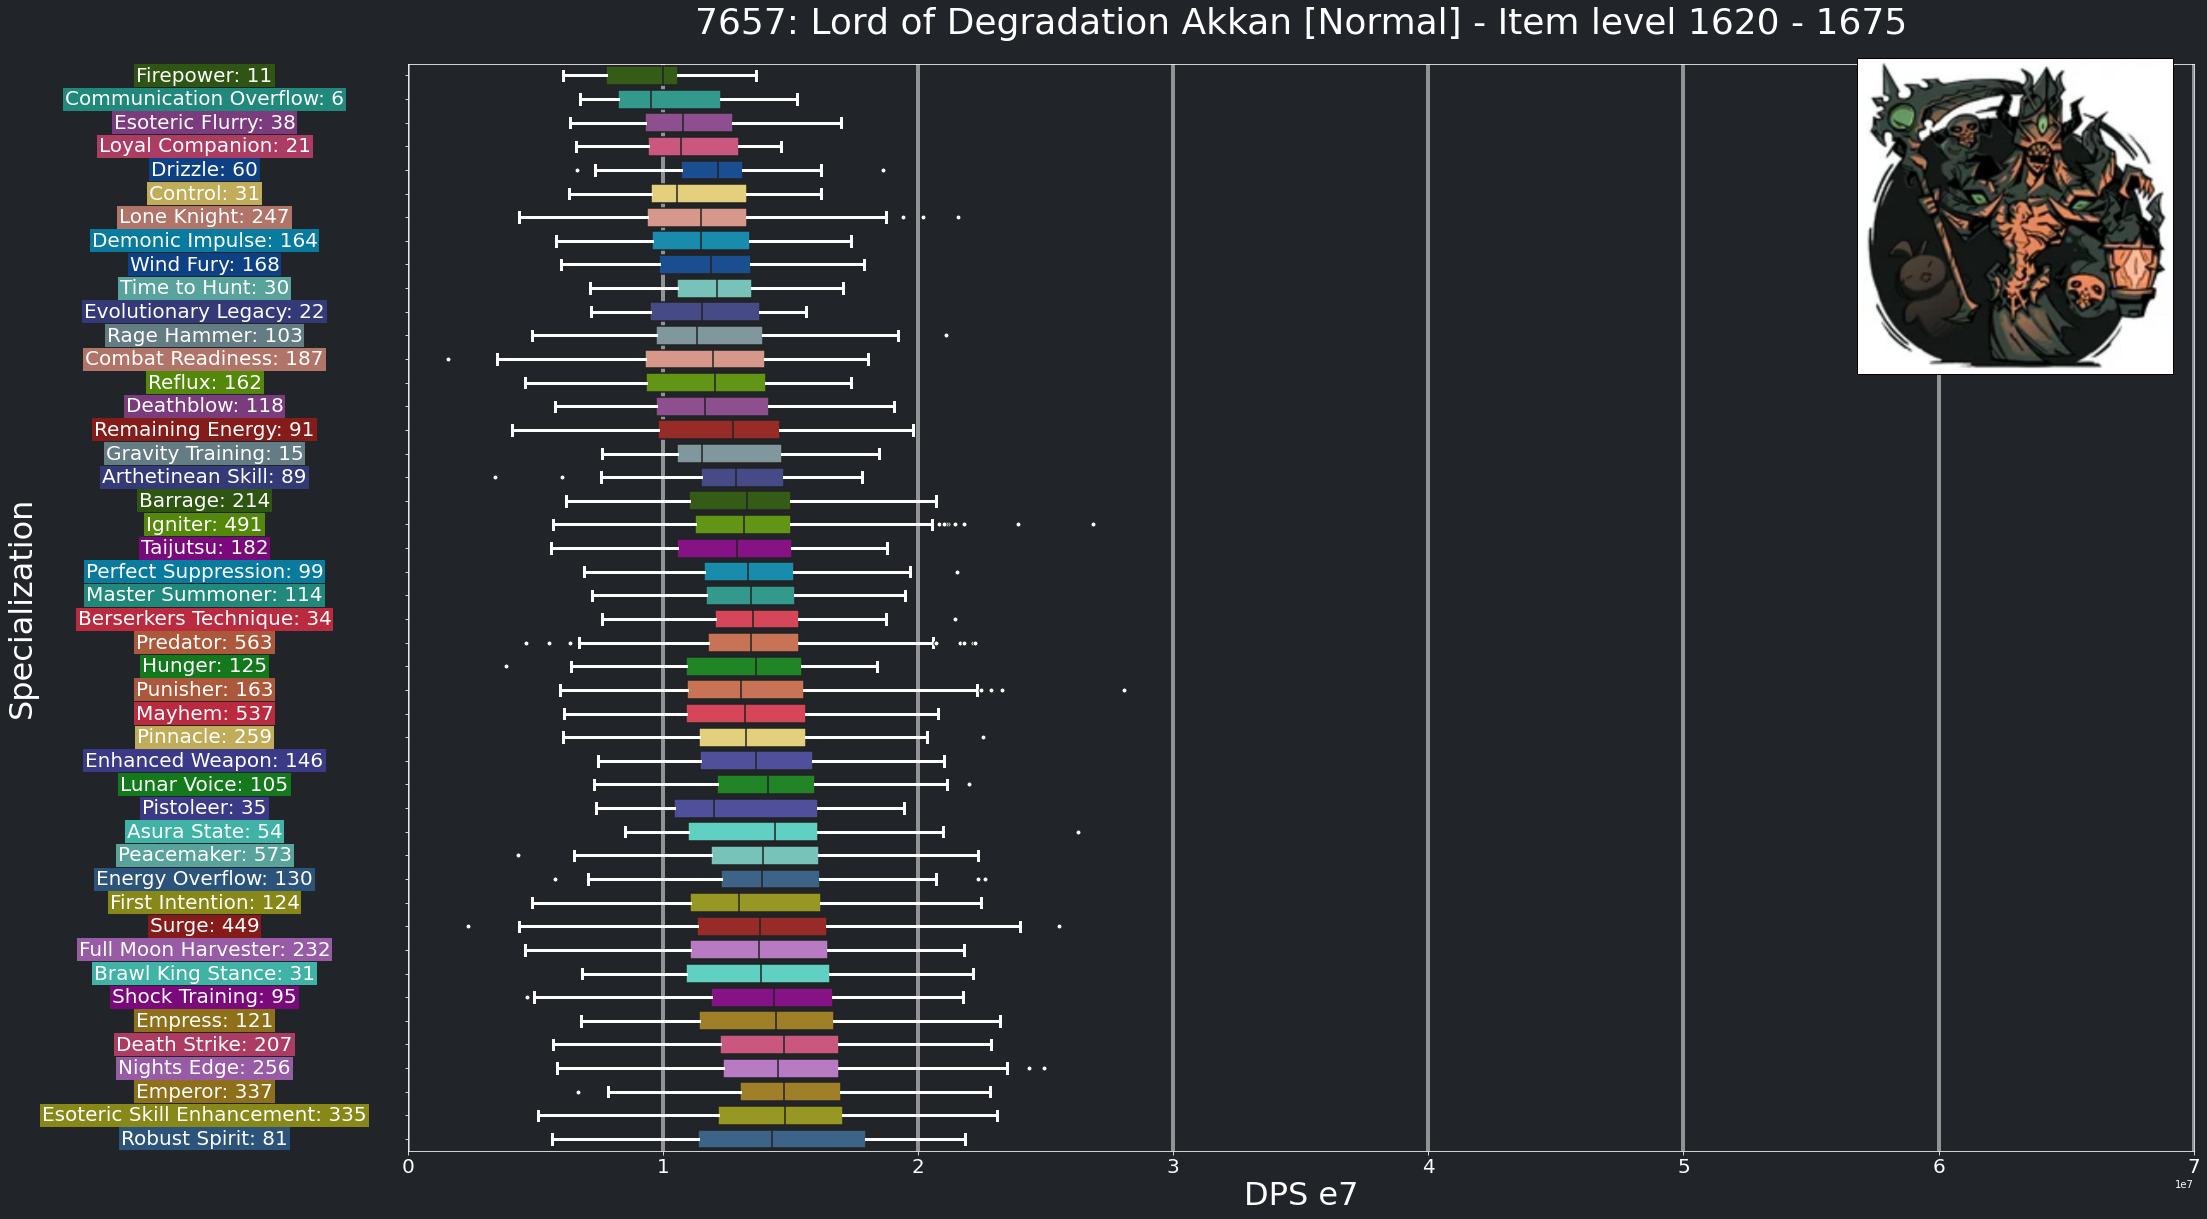 7657: Lord of Degradation Akkan [Normal] - Item level 1620 - 1675
Specialization
Firepower: 11
Communication Overflow: 6
Esoteric Flurry: 38
Loyal Companion: 21
Drizzle: 60
Control: 31
Lone Knight: 247
Demonic Impulse: 164
Wind Fury: 168
Time to Hunt: 30
Evolutionary Legacy: 22
Rage Hammer: 103
Combat Readiness: 187
Reflux: 162
Deathblow: 118
Remaining Energy: 91
Gravity Training: 15
Arthetinean Skill: 89
Barrage: 214
Igniter: 491
Taijutsu: 182
Perfect Suppression: 99
Master Summoner: 114
Berserkers Technique: 34
Predator: 563
Hunger: 125
Punisher: 163
Mayhem: 537
Pinnacle: 259
Enhanced Weapon: 146
Lunar Voice: 105
Pistoleer: 35
Asura State: 54
Peacemaker: 573
Energy Overflow: 130
First Intention: 124
Surge: 449
Full Moon Harvester: 232
Brawl King Stance: 31
Shock Training: 95
Empress: 121
Death Strike: 207
Nights Edge: 256
Emperor: 337
Esoteric Skill Enhancement: 335
Robust Spirit: 81
0 1 2 3 4 5 6 7
1e7
DPS e7